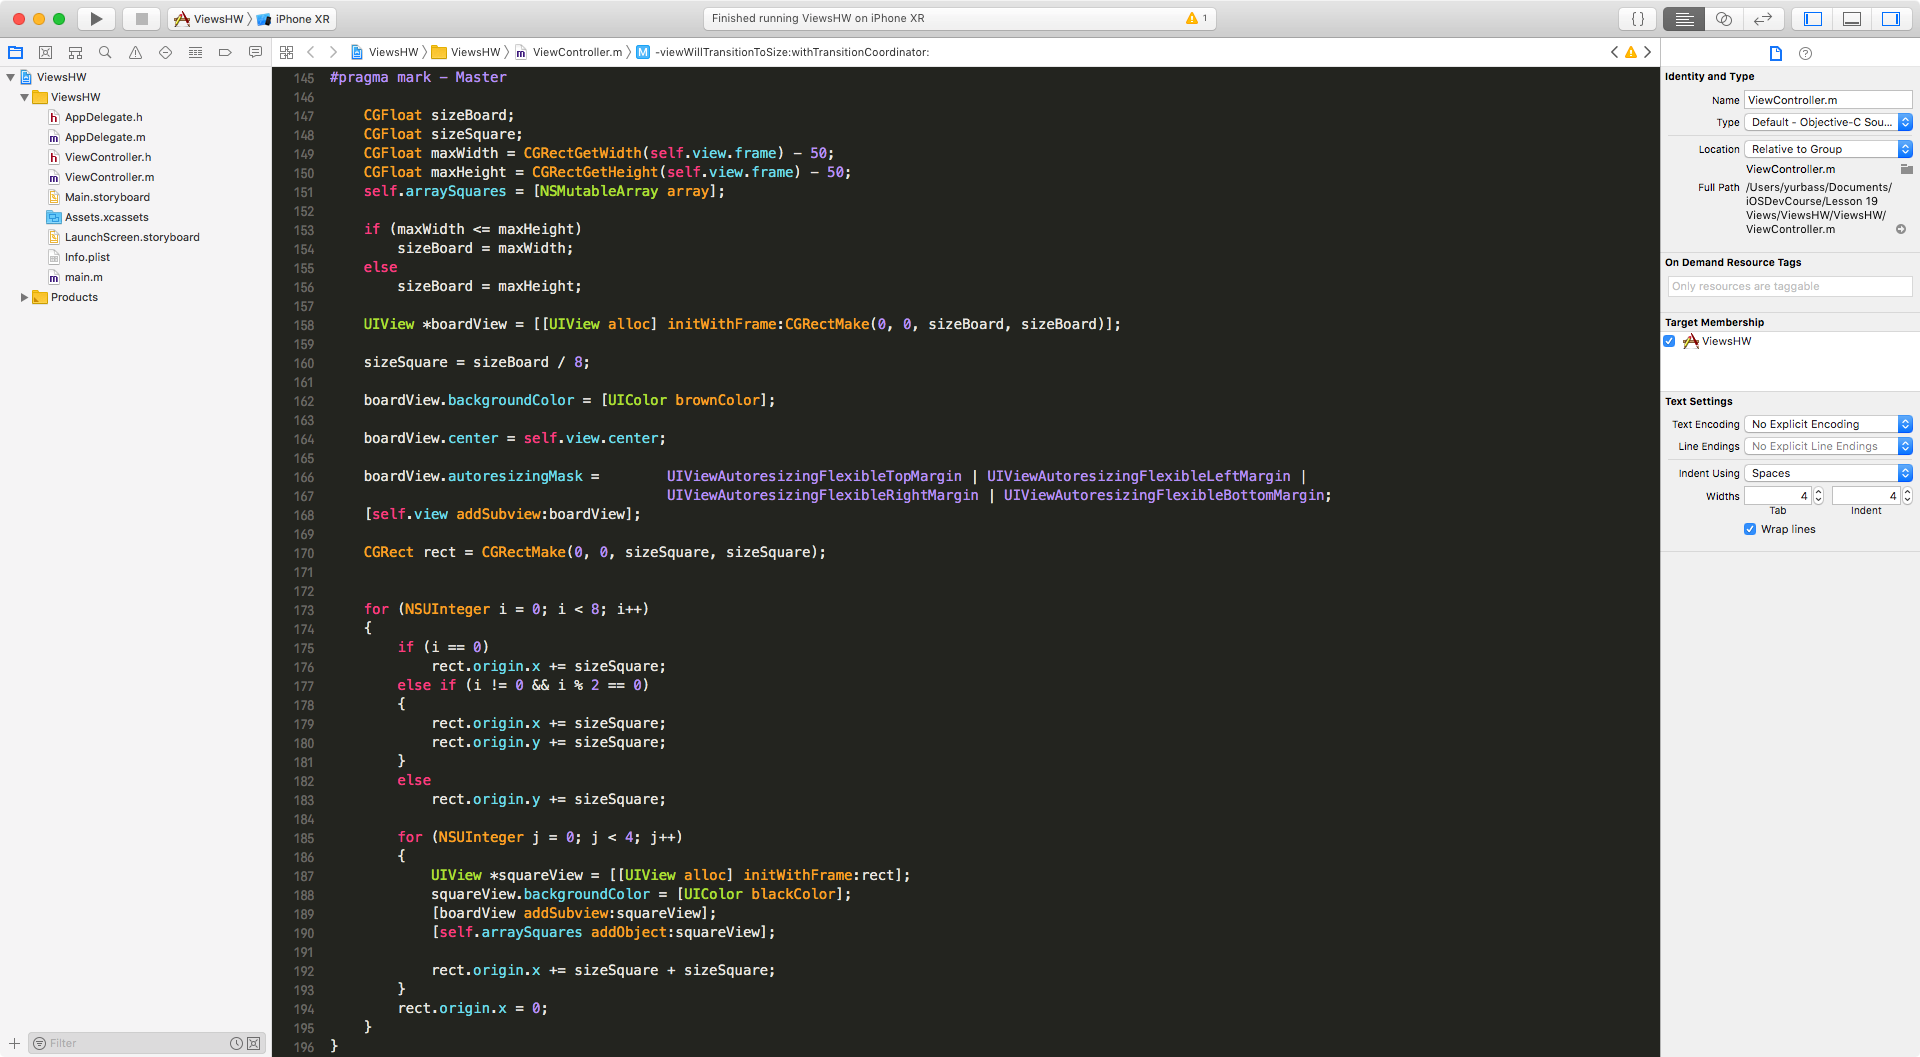 ViewsHW 〉 iPhone XR
Finished running ViewsHW on iPhone XR
1
{}
ViewsHW 〉 ViewsHW 〉 ViewController.m 〉 M -viewWillTransitionToSize:withTransitionCoordinator:
ViewsHW
ViewsHW
h AppDelegate.h
m AppDelegate.m
h ViewController.h
m ViewController.m
Main.storyboard
Assets.xcassets
LaunchScreen.storyboard
Info.plist
m main.m
Products
Filter
145 #pragma mark - Master
146
147     CGFloat sizeBoard;
148     CGFloat sizeSquare;
149     CGFloat maxWidth = CGRectGetWidth(self.view.frame) - 50;
150     CGFloat maxHeight = CGRectGetHeight(self.view.frame) - 50;
151     self.arraySquares = [NSMutableArray array];
152
153     if (maxWidth <= maxHeight)
154         sizeBoard = maxWidth;
155     else
156         sizeBoard = maxHeight;
157
158     UIView *boardView = [[UIView alloc] initWithFrame:CGRectMake(0, 0, sizeBoard, sizeBoard)];
159
160     sizeSquare = sizeBoard / 8;
161
162     boardView.backgroundColor = [UIColor brownColor];
163
164     boardView.center = self.view.center;
165
166     boardView.autoresizingMask =        UIViewAutoresizingFlexibleTopMargin | UIViewAutoresizingFlexibleLeftMargin |
167                                         UIViewAutoresizingFlexibleRightMargin | UIViewAutoresizingFlexibleBottomMargin;
168     [self.view addSubview:boardView];
169
170     CGRect rect = CGRectMake(0, 0, sizeSquare, sizeSquare);
171
172
173     for (NSUInteger i = 0; i < 8; i++)
174     {
175         if (i == 0)
176             rect.origin.x += sizeSquare;
177         else if (i != 0 && i % 2 == 0)
178         {
179             rect.origin.x += sizeSquare;
180             rect.origin.y += sizeSquare;
181         }
182         else
183             rect.origin.y += sizeSquare;
184
185         for (NSUInteger j = 0; j < 4; j++)
186         {
187             UIView *squareView = [[UIView alloc] initWithFrame:rect];
188             squareView.backgroundColor = [UIColor blackColor];
189             [boardView addSubview:squareView];
190             [self.arraySquares addObject:squareView];
191
192             rect.origin.x += sizeSquare + sizeSquare;
193         }
194         rect.origin.x = 0;
195     }
196 }
Identity and Type
Name ViewController.m
Type Default - Objective-C Sou...
Location Relative to Group
ViewController.m
Full Path /Users/yurbass/Documents/
iOSDevCourse/Lesson 19
Views/ViewsHW/ViewsHW/
ViewController.m
On Demand Resource Tags
Only resources are taggable
Target Membership
ViewsHW
Text Settings
Text Encoding No Explicit Encoding
Line Endings No Explicit Line Endings
Indent Using Spaces
Widths 4 4
Tab Indent
Wrap lines